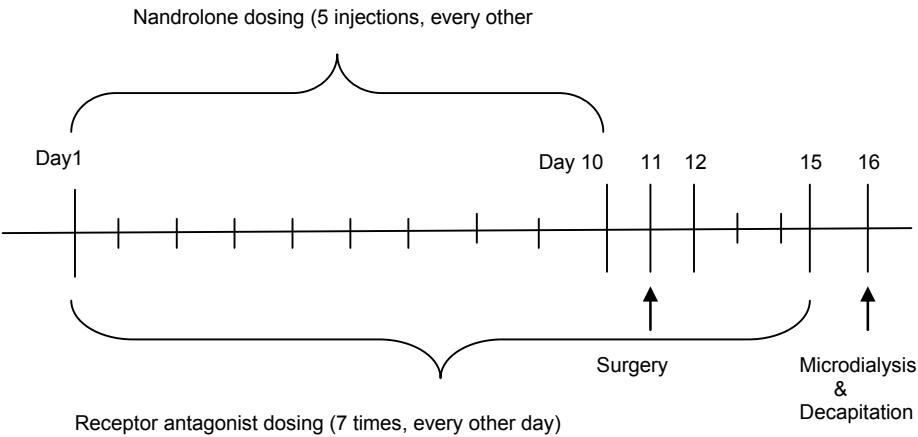 Nandrolone dosing (5 injections, every other
Day1
Day 10
11
12
15
16
Surgery
Microdialysis
&
Decapitation
Receptor antagonist dosing (7 times, every other day)